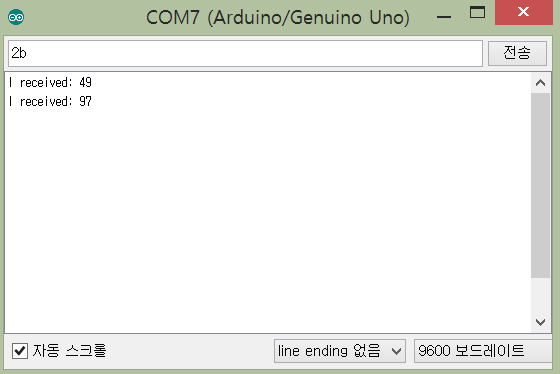 COM7 (Arduino/Genuino Uno)
2b
전송
I received: 49
I received: 97
자동 스크롤
line ending 없음
9600 보드레이트